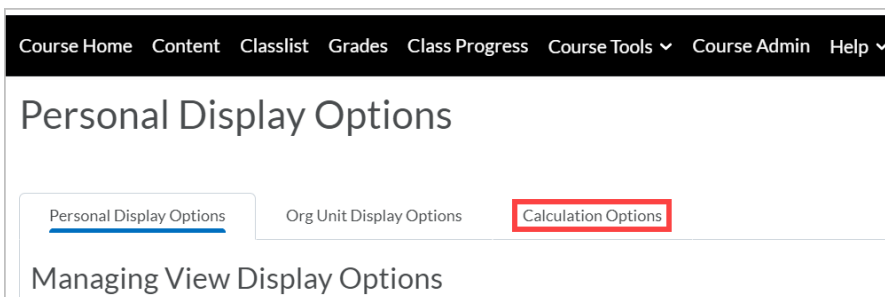 Course Home Content Classlist Grades Class Progress Course Tools Course Admin Help
Personal Display Options
Personal Display Options Org Unit Display Options Calculation Options
Managing View Display Options